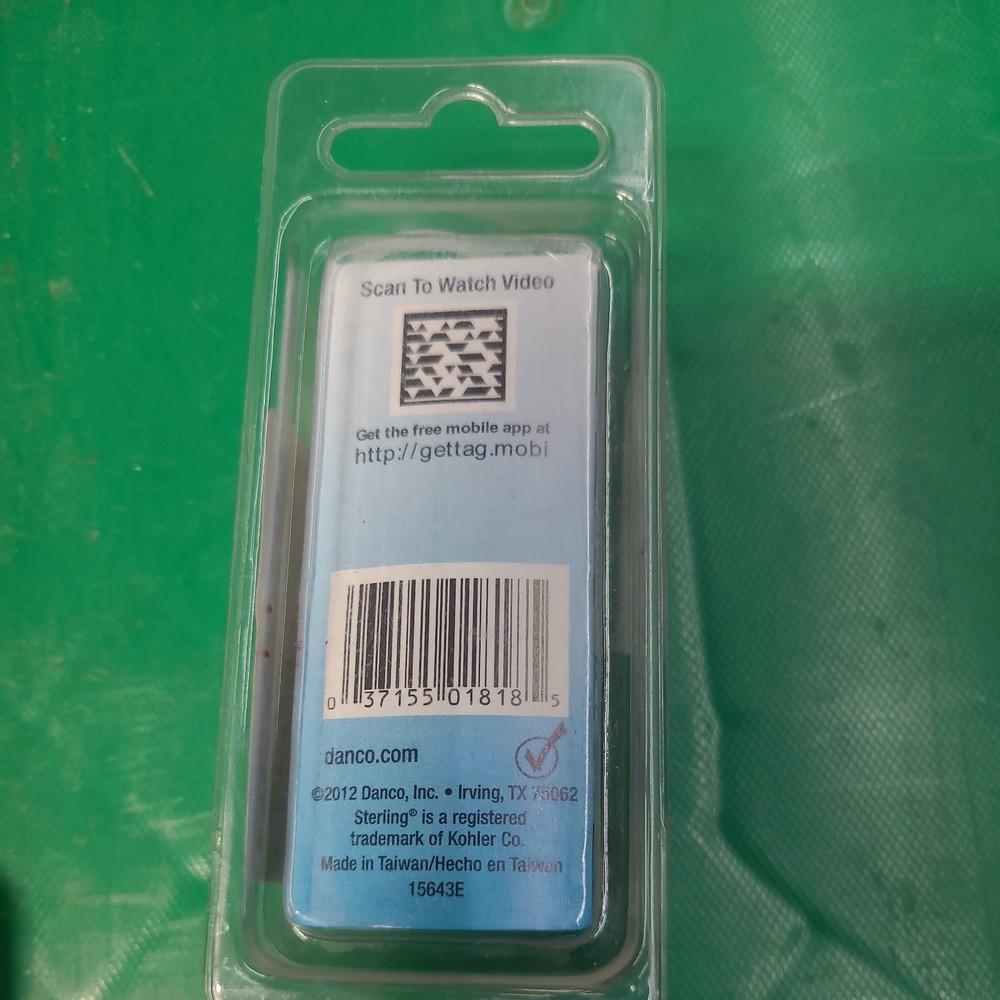 Scan To Watch Video
Get the free mobile app at
http://gettag.mobi
0 37155 01818 5
danco.com
©2012 Danco, Inc. • Irving, TX 75062
Sterling® is a registered
trademark of Kohler Co.
Made in Taiwan/Hecho en Taiwan
15643E